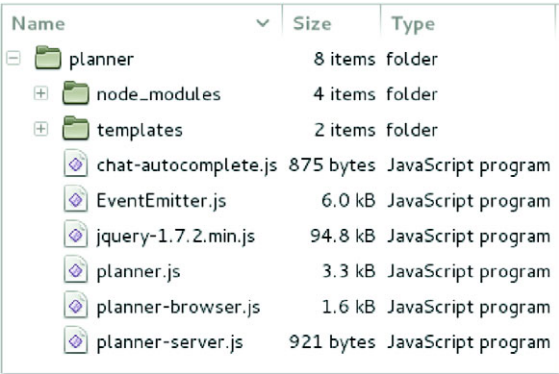 Name Size Type
planner 8 items folder
node_modules 4 items folder
templates 2 items folder
chat-autocomplete.js 875 bytes JavaScript program
EventEmitter.js 6.0 kB JavaScript program
jquery-1.7.2.min.js 94.8 kB JavaScript program
planner.js 3.3 kB JavaScript program
planner-browser.js 1.6 kB JavaScript program
planner-server.js 921 bytes JavaScript program